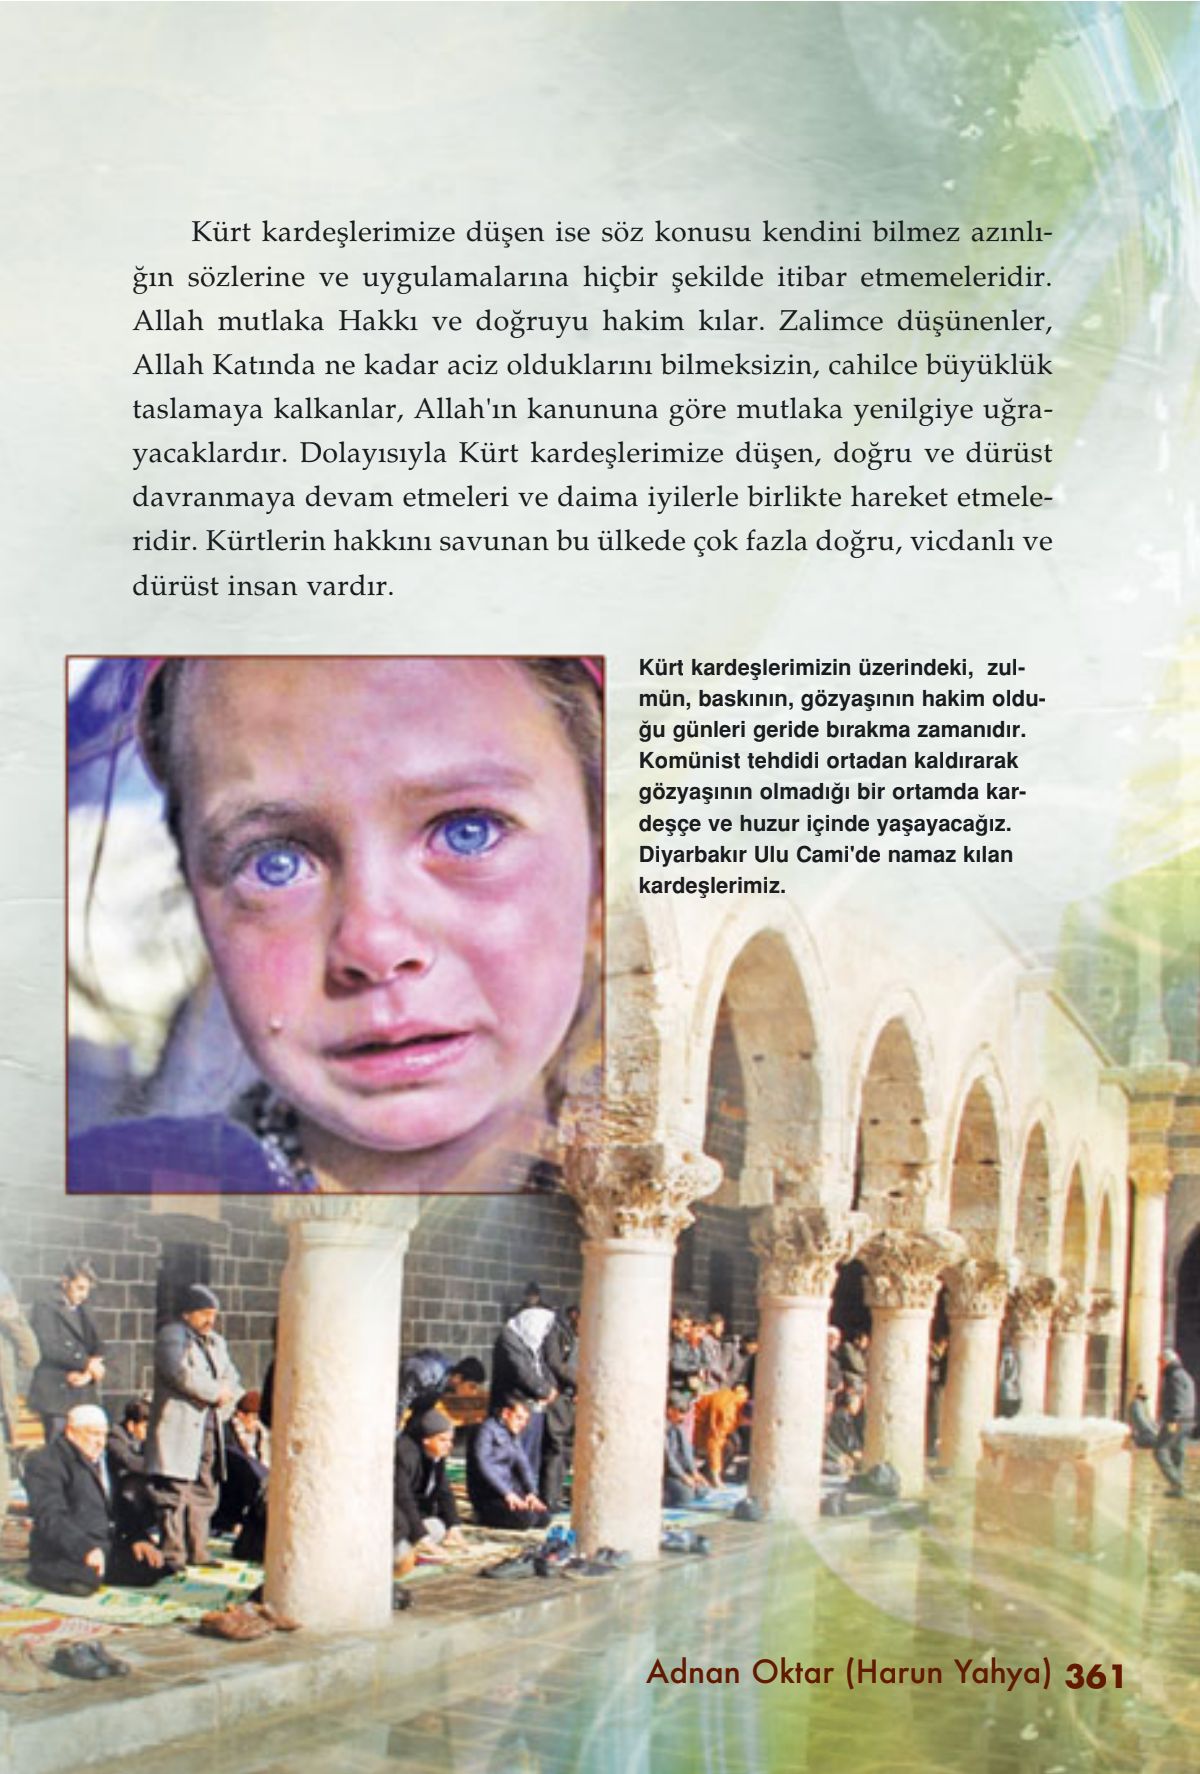 Kürt kardeşlerimize düşen ise söz konusu kendini bilmez azınlı-
ğın sözlerine ve uygulamalarına hiçbir şekilde itibar etmemeleridir.
Allah mutlaka Hakkı ve doğruyu hakim kılar. Zalimce düşünenler,
Allah Katında ne kadar aciz olduklarını bilmeksizin, cahilce büyüklük
taslamaya kalkanlar, Allah'ın kanununa göre mutlaka yenilgiye uğra-
yacaklardır. Dolayısıyla Kürt kardeşlerimize düşen, doğru ve dürüst
davranmaya devam etmeleri ve daima iyilerle birlikte hareket etmele-
ridir. Kürtlerin hakkını savunan bu ülkede çok fazla doğru, vicdanlı ve
dürüst insan vardır.
Kürt kardeşlerimizin üzerindeki, zul-
mün, baskının, gözyaşının hakim oldu-
ğu günleri geride bırakma zamanıdır.
Komünist tehdidi ortadan kaldırarak
gözyaşının olmadığı bir ortamda kar-
deşçe ve huzur içinde yaşayacağız.
Diyarbakır Ulu Cami'de namaz kılan
kardeşlerimiz.
Adnan Oktar (Harun Yahya) 361